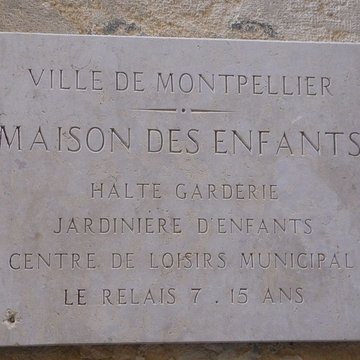 VILLE DE MONTPELLIER
MAISON DES ENFANTS
HALTE GARDERIE
JARDINIÈRE D'ENFANTS
CENTRE DE LOISIRS MUNICIPAL
LE RELAIS 7.15 ANS